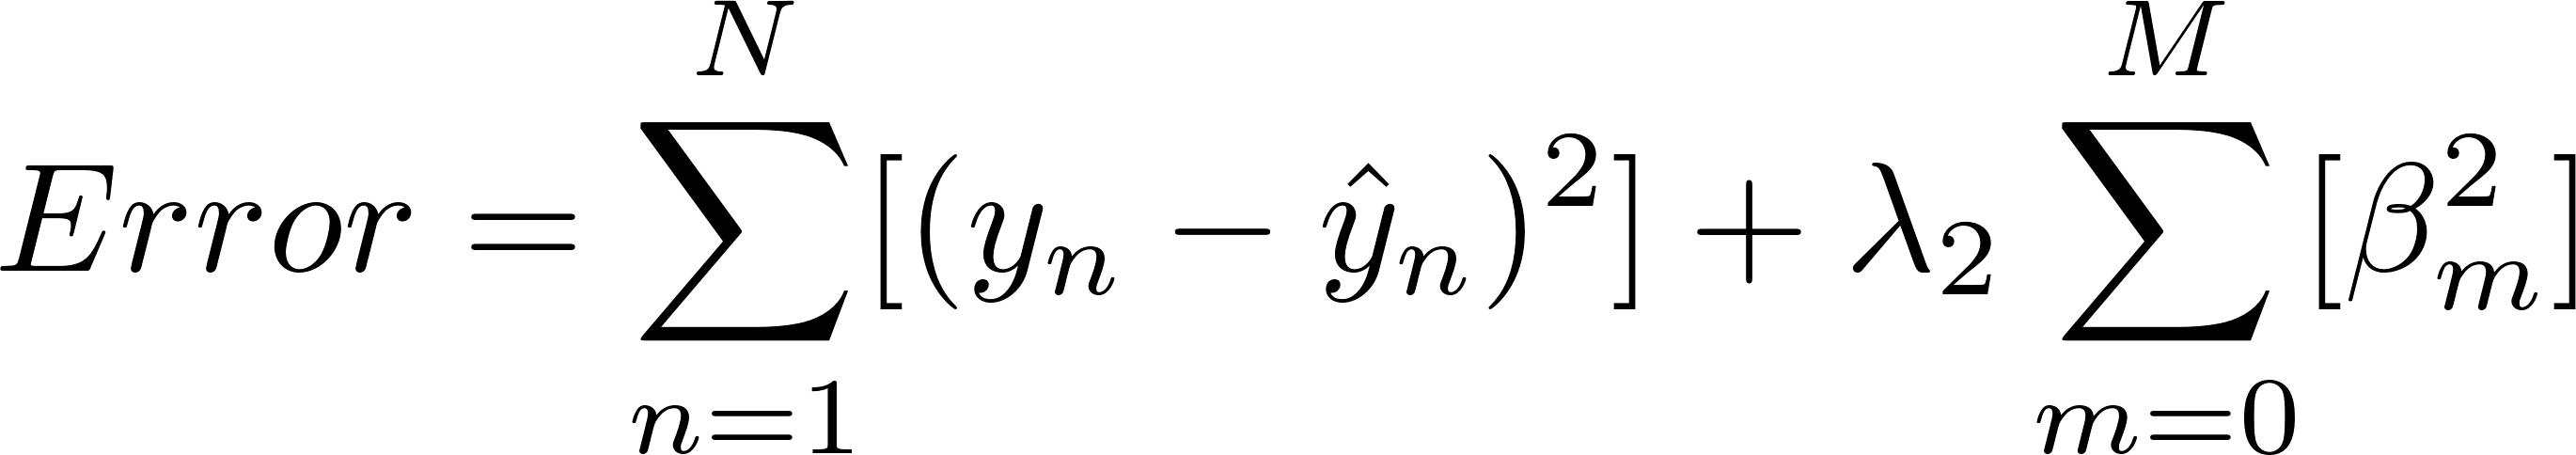 Error = \sum_{n=1}^{N} [(y_n - \hat{y}_n)^2] + \lambda_2 \sum_{m=0}^{M} [\beta_m^2]